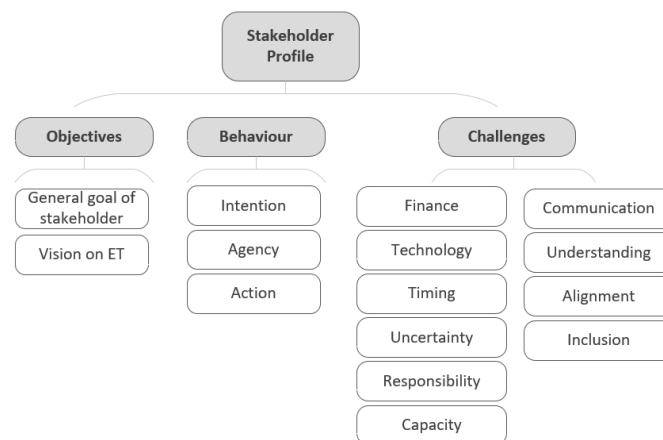 Stakeholder
Profile
Objectives
Behaviour
Challenges
General goal of
stakeholder
Vision on ET
Intention
Agency
Action
Finance
Technology
Timing
Uncertainty
Responsibility
Capacity
Communication
Understanding
Alignment
Inclusion